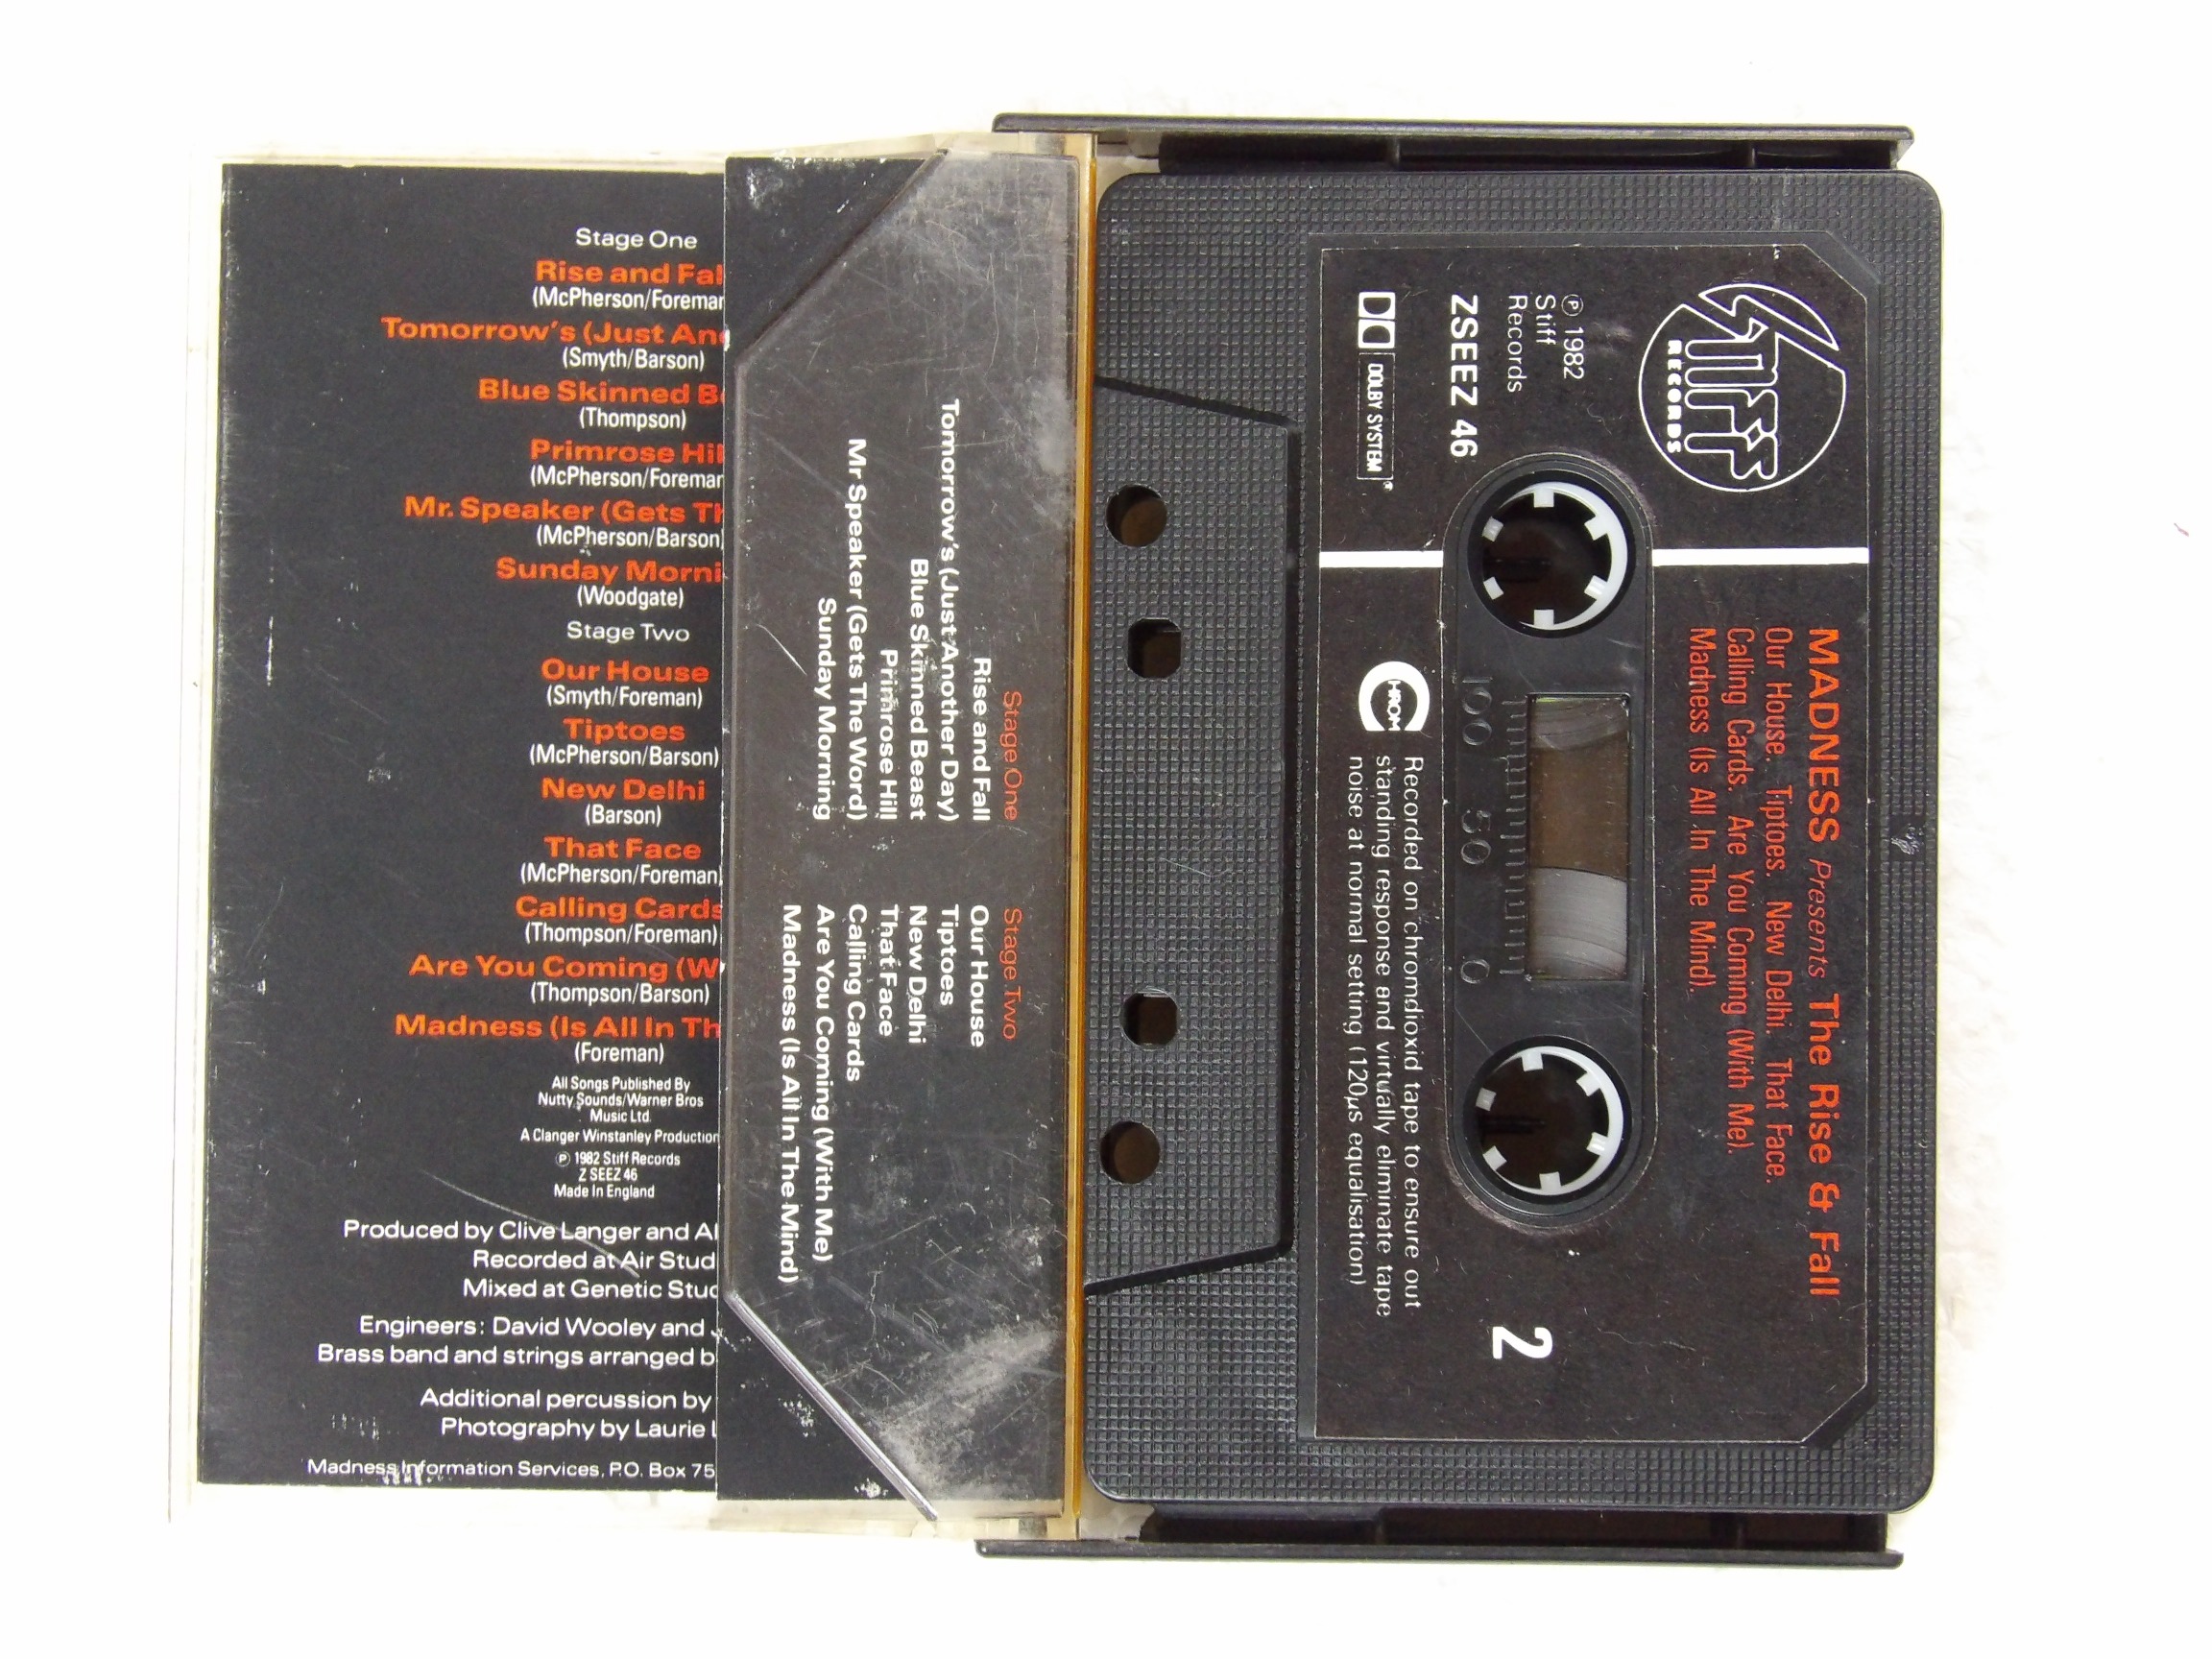 Stage One
Rise and Fal
(McPherson/Foreman
Tomorrow's (Just Ano
(Smyth/Barson)
Blue Skinned Be
(Thompson)
Primrose Hil
(McPherson/Foreman
Mr. Speaker (Gets Th
(McPherson/Barson)
Sunday Morni
(Woodgate)
Stage Two
Our House
(Smyth/Foreman)
Tiptoes
(McPherson/Barson)
New Delhi
(Barson)
That Face
(McPherson/Foreman)
Calling Cards
(Thompson/Foreman)
Are You Coming (W
(Thompson/Barson)
Madness (Is All In Th
(Foreman)
All Songs Published By
Nutty Sounds/Warner Bros
Music Ltd.
A Clanger Winstanley Production
℗ 1982 Stiff Records
Z SEEZ 46
Made In England
Produced by Clive Langer and Al
Recorded at Air Stud
Mixed at Genetic Stud
Engineers: David Wooley and
Brass band and strings arranged b
Additional percussion by
Photography by Laurie L
Madness Information Services, P.O. Box 75
Stage One
Rise and Fall
Tomorrow's (Just Another Day)
Blue Skinned Beast
Primrose Hill
Mr Speaker (Gets The Word)
Sunday Morning
Stage Two
Our House
Tiptoes
New Delhi
That Face
Calling Cards
Are You Coming (With Me)
Madness (Is All In The Mind)
STIFF
RECORDS
℗ 1982
Stiff
Records
ZSEEZ 46
DOLBY SYSTEM
MADNESS Presents The Rise & Fall
Our House. Tiptoes. New Delhi. That Face.
Calling Cards. Are You Coming (With Me).
Madness (Is All In The Mind).
100 50 0
2
CHROM
Recorded on chromdioxid tape to ensure out
standing response and virtually eliminate tape
noise at normal setting (120µs equalisation)